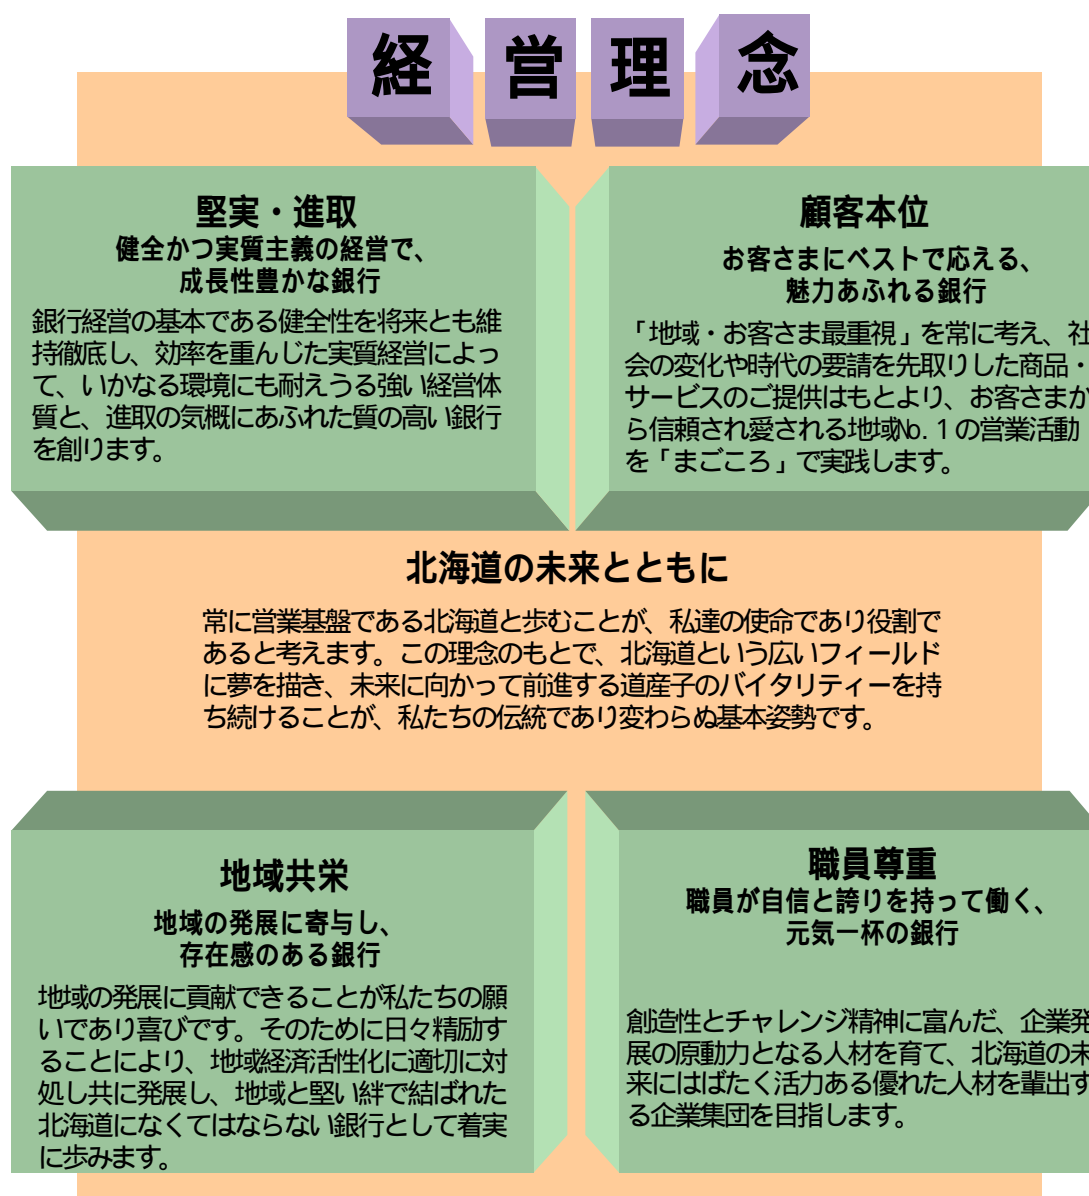 経営理念
堅実・進取
健全かつ実質主義の経営で、
成長性豊かな銀行
銀行経営の基本である健全性を将来とも維
持徹底し、効率を重んじた実質経営によっ
て、いかなる環境にも耐えうる強い経営体
質と、進取の気概にあふれた質の高い銀行
を創ります。
顧客本位
お客さまにベストで応える、
魅力あふれる銀行
「地域・お客さま最重視」を常に考え、社
会の変化や時代の要請を先取りした商品・
サービスのご提供はもとより、お客さまか
ら信頼され愛される地域No.1の営業活動
を「まごころ」で実践します。
北海道の未来とともに
常に営業基盤である北海道と歩むことが、私達の使命であり役割で
あると考えます。この理念のもとで、北海道という広いフィールド
に夢を描き、未来に向かって前進する道産子のバイタリティーを持
ち続けることが、私たちの伝統であり変わらぬ基本姿勢です。
地域共栄
地域の発展に寄与し、
存在感のある銀行
地域の発展に貢献できることが私たちの願
いであり喜びです。そのために日々精励す
ることにより、地域経済活性化に適切に対
処し共に発展し、地域と堅い絆で結ばれた
北海道になくてはならない銀行として着実
に歩みます。
職員尊重
職員が自信と誇りを持って働く、
元気一杯の銀行
創造性とチャレンジ精神に富んだ、企業発
展の原動力となる人材を育て、北海道の未
来にはばたく活力ある優れた人材を輩出す
る企業集団を目指します。